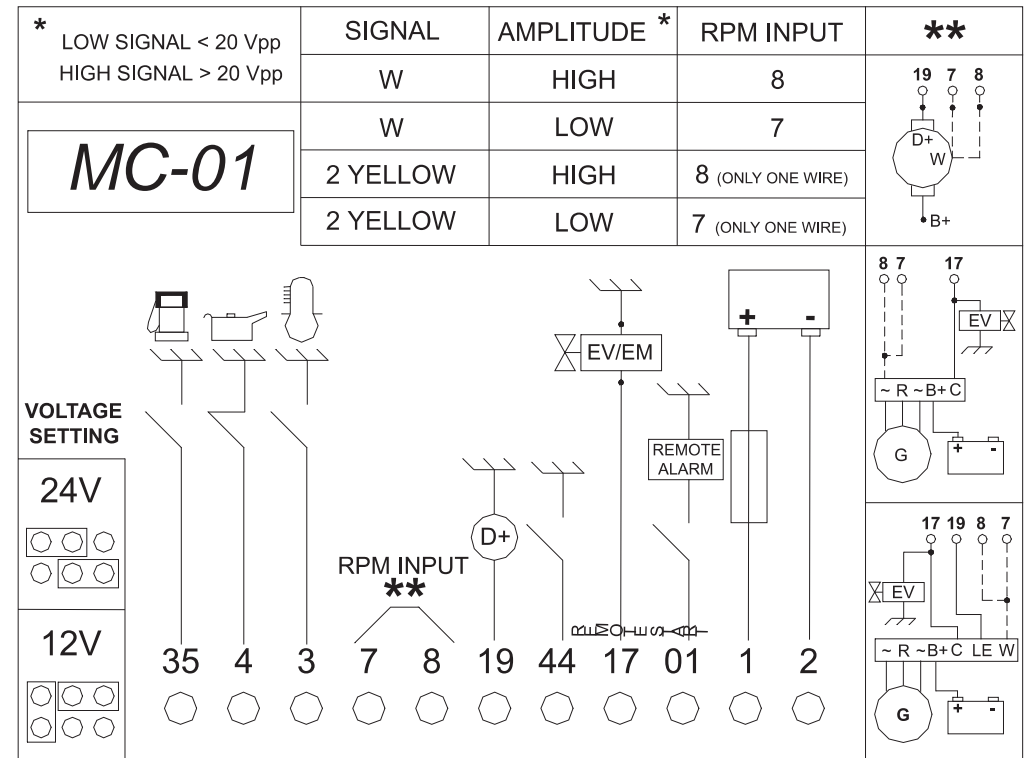 * LOW SIGNAL < 20 Vpp
HIGH SIGNAL > 20 Vpp
SIGNAL AMPLITUDE * RPM INPUT **
W HIGH 8
W LOW 7
2 YELLOW HIGH 8 (ONLY ONE WIRE)
2 YELLOW LOW 7 (ONLY ONE WIRE)
MC-01
19 7 8
D+
W
B+
8 7 17
EV
~ R ~ B+ C
G
+ -
17 19 8 7
EV
~ R ~ B+ C LE W
G
+ -
+ -
EV/EM
REMOTE
ALARM
D+
RPM INPUT
**
REMOTE START
VOLTAGE
SETTING
24V
12V
35 4 3 7 8 19 44 17 01 1 2